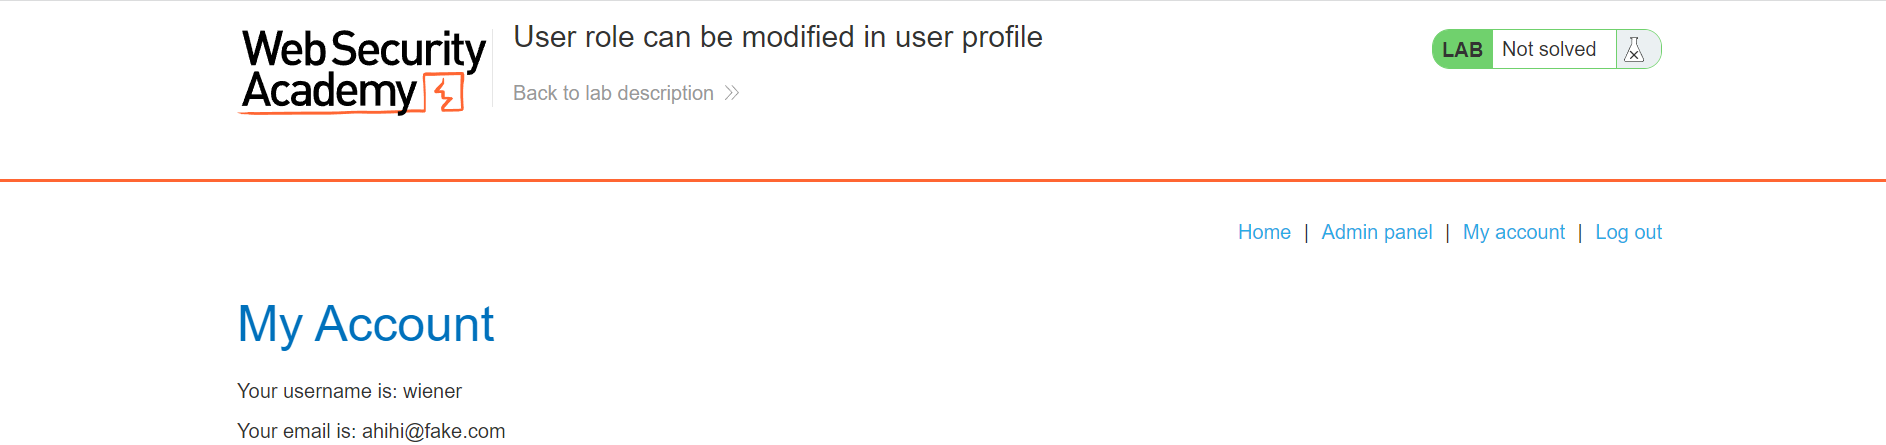 Web Security
Academy
User role can be modified in user profile
Back to lab description
LAB Not solved
Home | Admin panel | My account | Log out
My Account
Your username is: wiener
Your email is: ahihi@fake.com